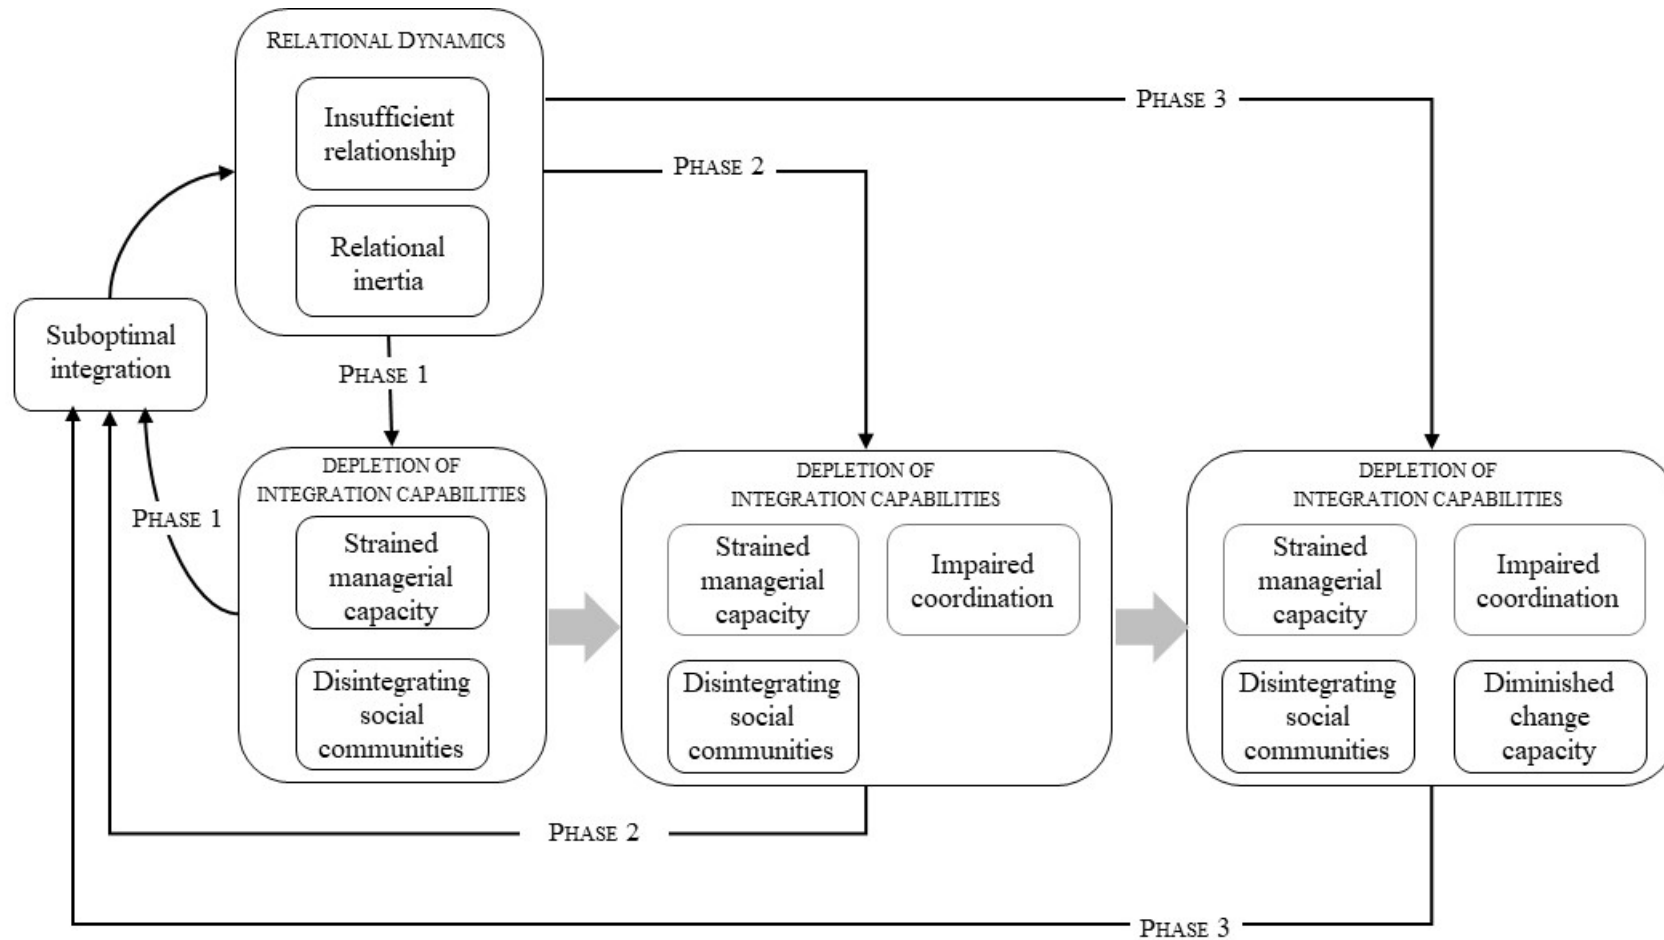 RELATIONAL DYNAMICS
Insufficient
relationship
Relational
inertia
PHASE 3
PHASE 2
Suboptimal
integration
PHASE 1
PHASE 1
DEPLETION OF
INTEGRATION CAPABILITIES
Strained
managerial
capacity
Disintegrating
social
communities
DEPLETION OF
INTEGRATION CAPABILITIES
Strained
managerial
capacity
Impaired
coordination
Disintegrating
social
communities
DEPLETION OF
INTEGRATION CAPABILITIES
Strained
managerial
capacity
Impaired
coordination
Disintegrating
social
communities
Diminished
change
capacity
PHASE 2
PHASE 3